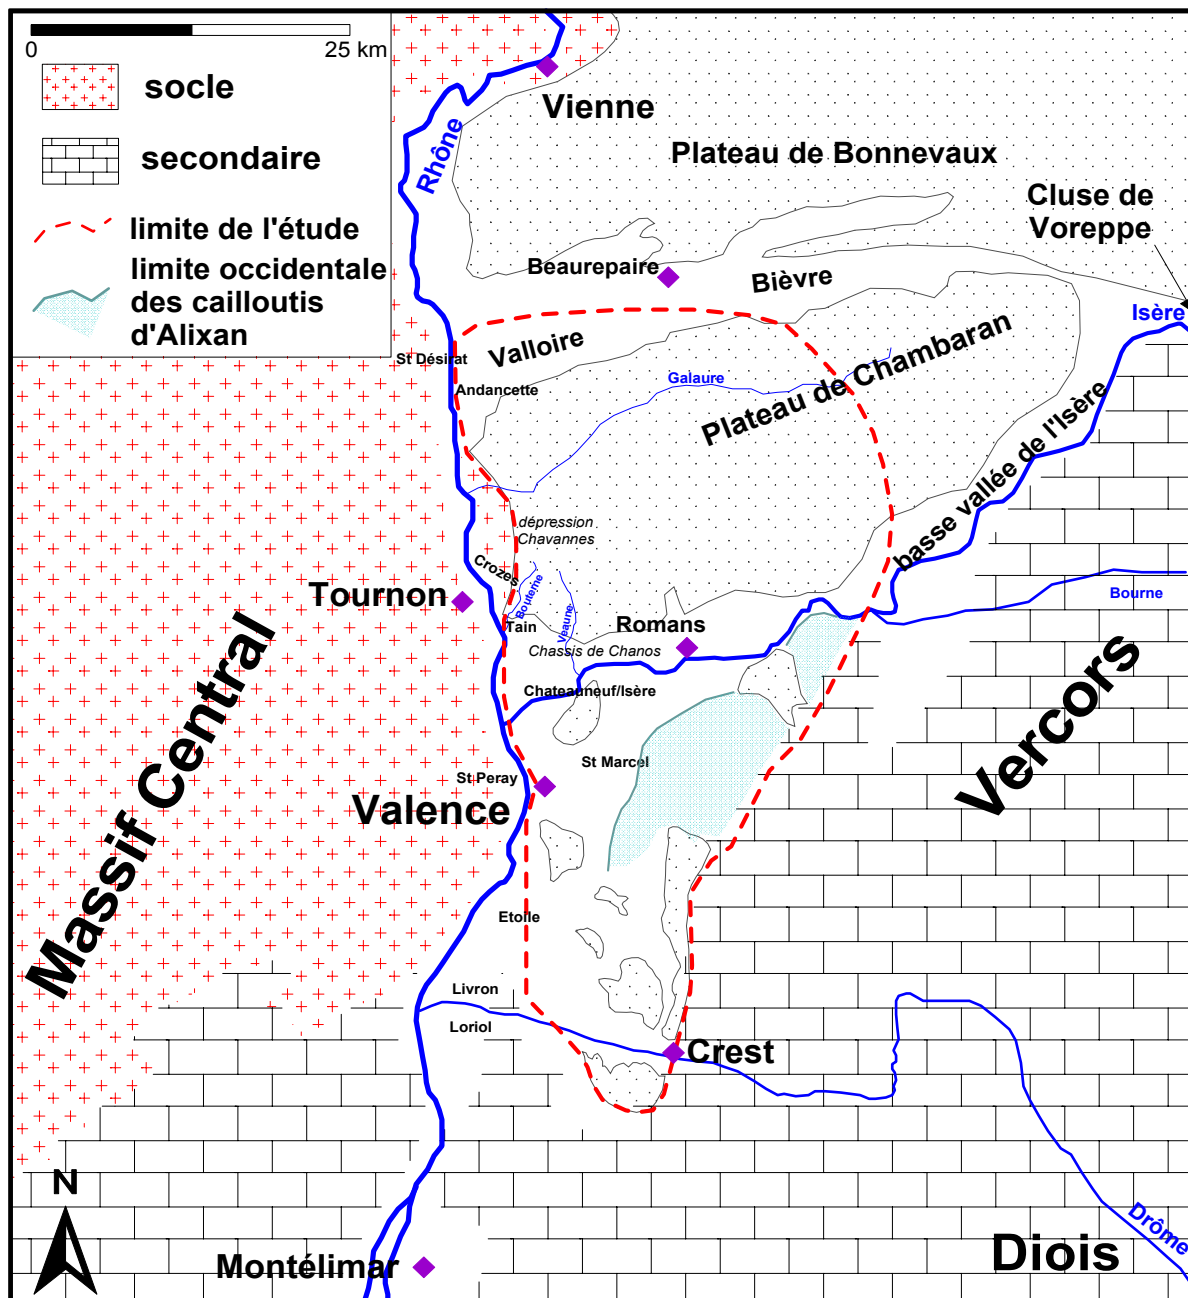 0
25 km
socle
secondaire
limite de l'étude
limite occidentale
des cailloutis
d'Alixan
Vienne
Rhône
Plateau de Bonnevaux
Cluse de
Voreppe
Beaurepaire
Bièvre
Isère
Valloire
St Désirat
Andancette
Galaure
Plateau de Chambaran
basse vallée de l'Isère
dépression
Chavannes
Crozes
Bouterne
Veaune
Tournon
Tain
Romans
Bourne
Chassis de Chanos
Chateauneuf/Isère
Massif Central
Vercors
St Marcel
St Peray
Valence
Etoile
Livron
Loriol
Crest
N
Drôme
Diois
Montélimar